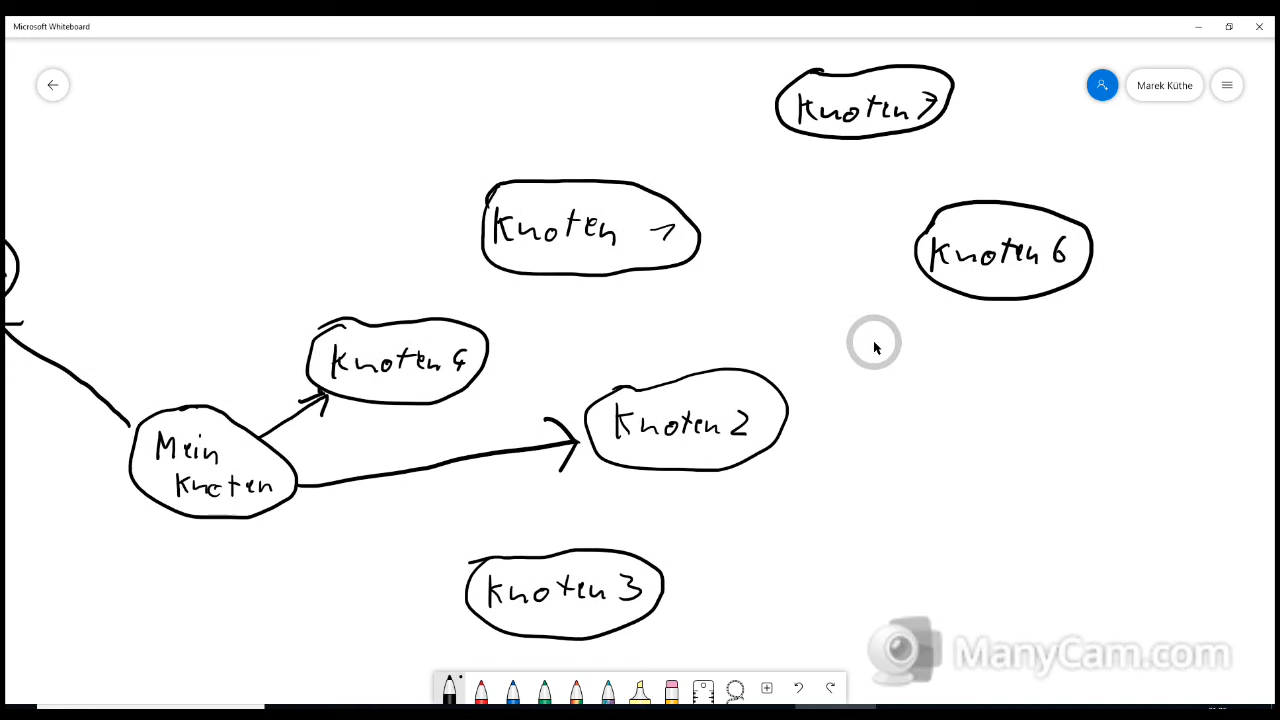 Microsoft Whiteboard
Marek Küthe
Knoten 7
Knoten 1
Knoten 6
Knoten 4
Knoten 2
Mein
Knoten
Knoten 3
ManyCam.com